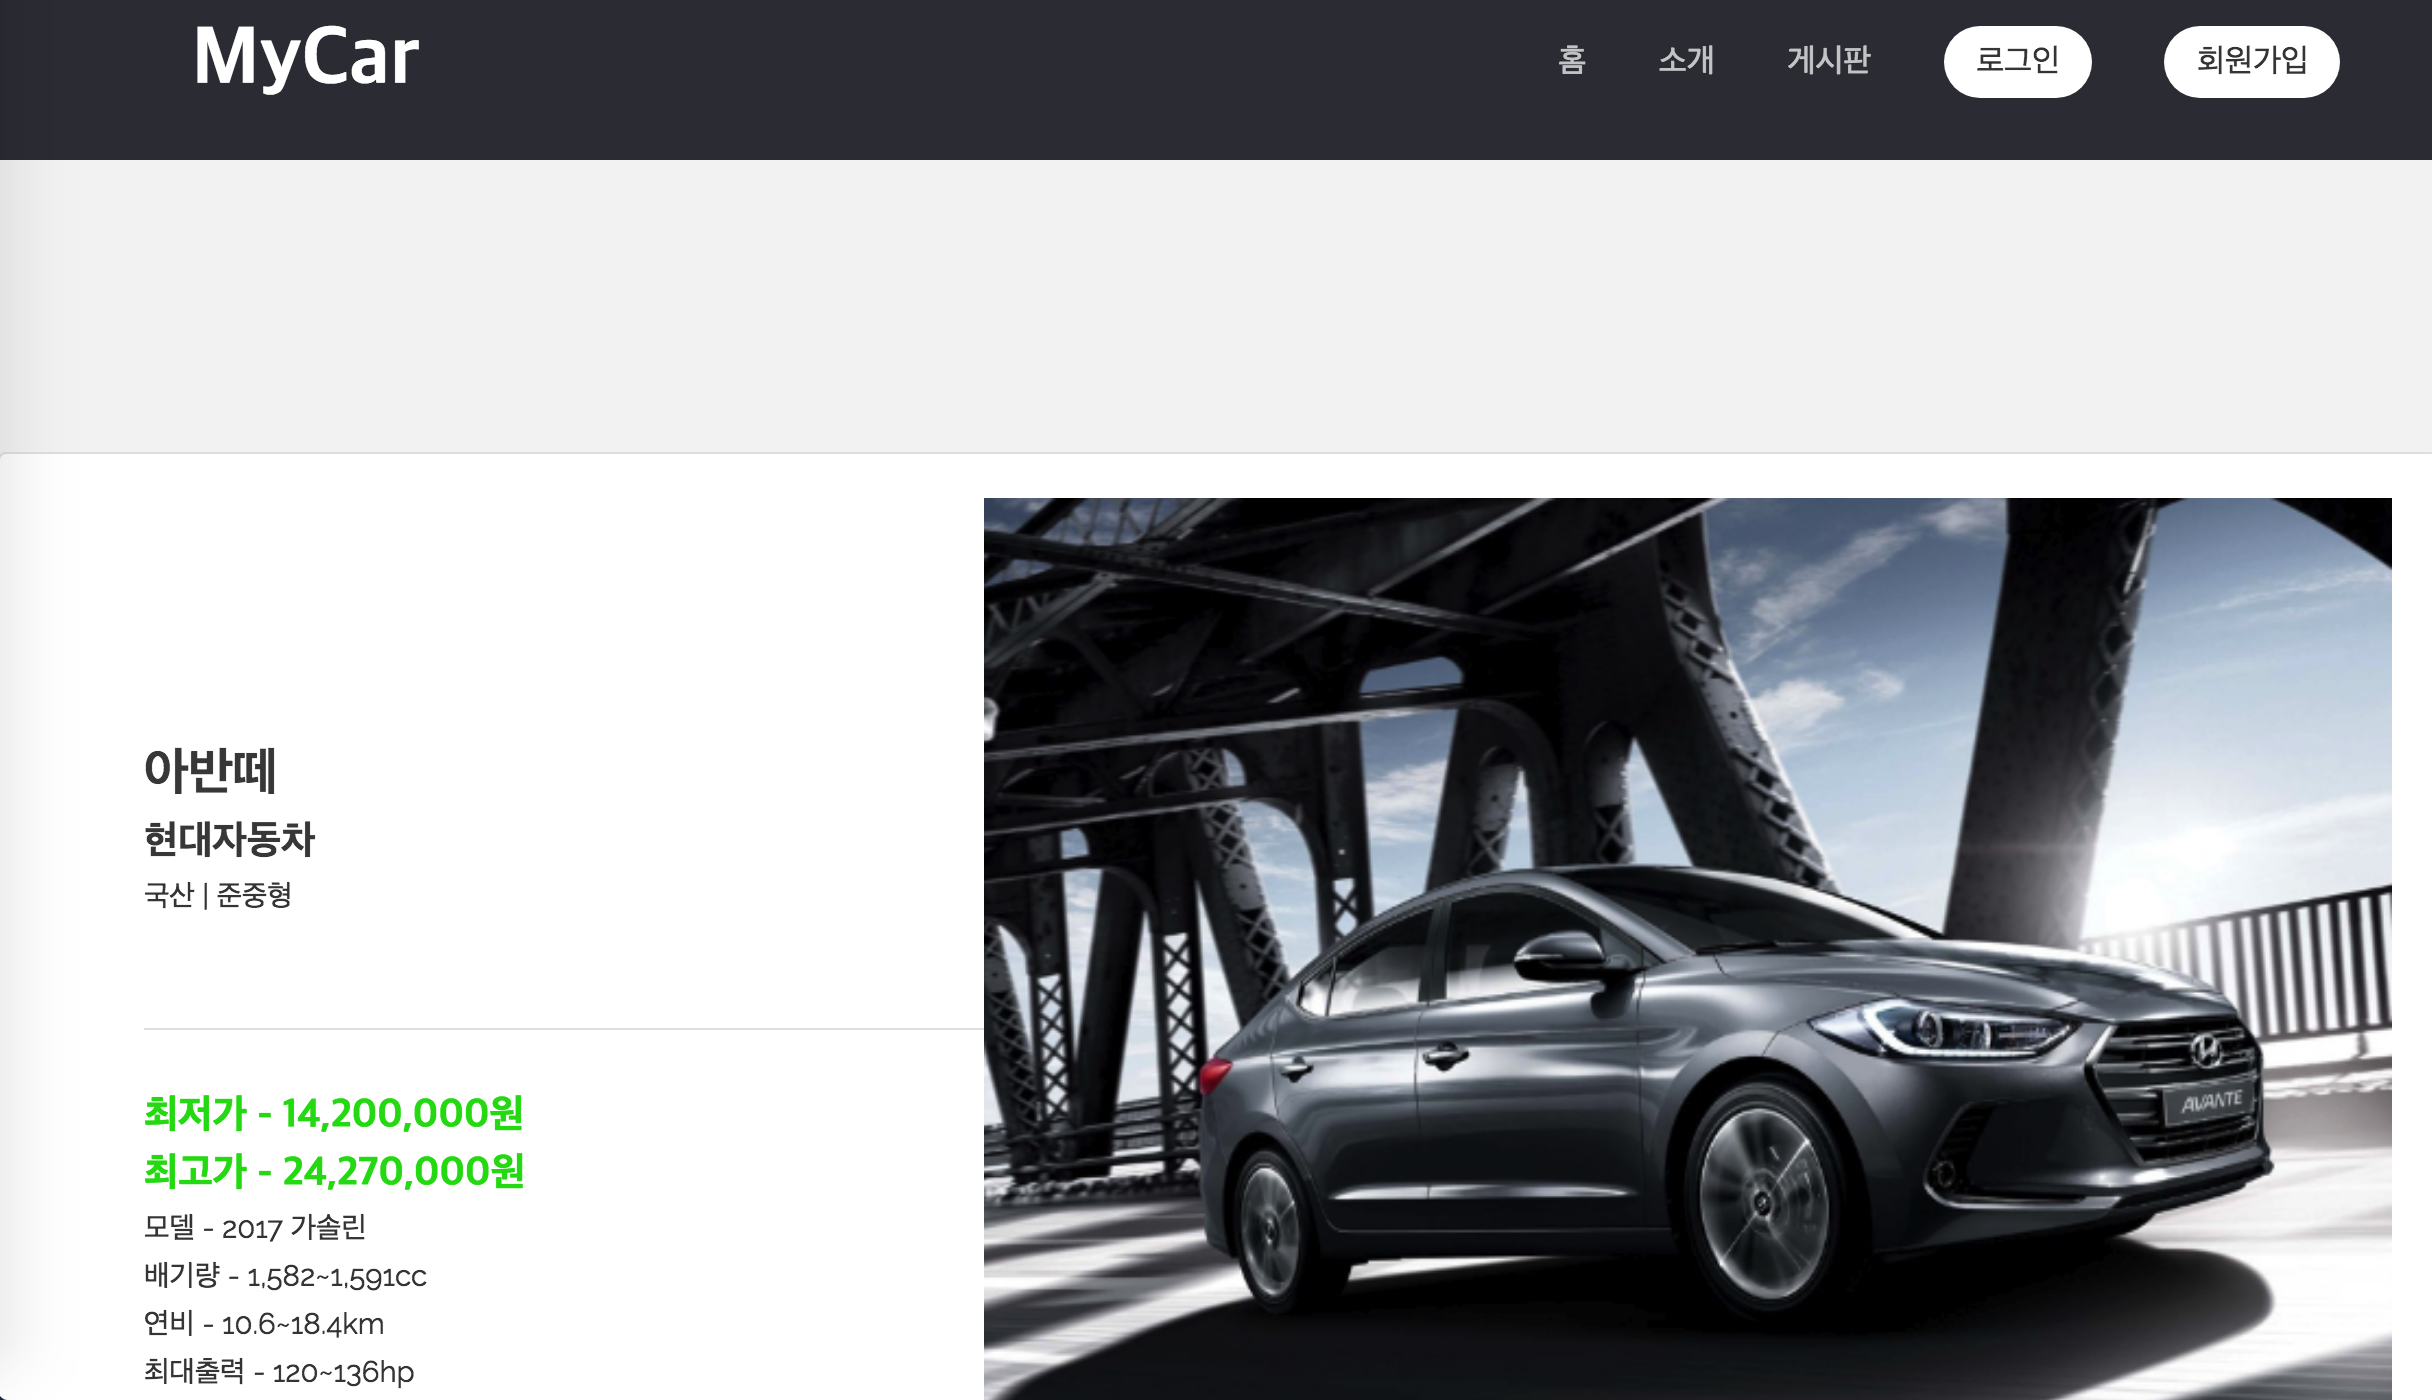 MyCar
홈 소개 게시판 로그인 회원가입
아반떼
현대자동차
국산 | 준중형
최저가 - 14,200,000원
최고가 - 24,270,000원
모델 - 2017 가솔린
배기량 - 1,582~1,591cc
연비 - 10.6~18.4km
최대출력 - 120~136hp
AVANTE